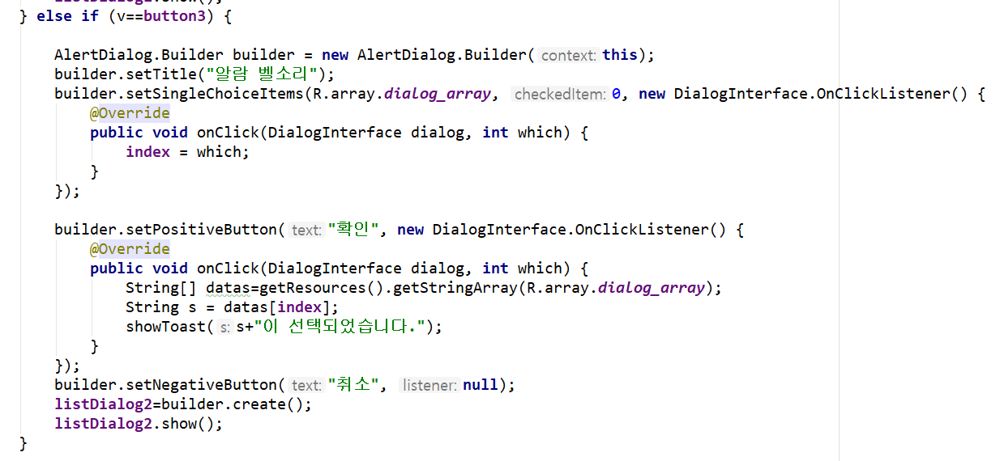 listDialog2.show();
} else if (v==button3) {
AlertDialog.Builder builder = new AlertDialog.Builder( context: this);
builder.setTitle("알람 벨소리");
builder.setSingleChoiceItems(R.array.dialog_array, checkedItem: 0, new DialogInterface.OnClickListener() {
@Override
public void onClick(DialogInterface dialog, int which) {
index = which;
}
});
builder.setPositiveButton( text: "확인", new DialogInterface.OnClickListener() {
@Override
public void onClick(DialogInterface dialog, int which) {
String[] datas=getResources().getStringArray(R.array.dialog_array);
String s = datas[index];
showToast( s: s+"이 선택되었습니다.");
}
});
builder.setNegativeButton( text: "취소", listener: null);
listDialog2=builder.create();
listDialog2.show();
}